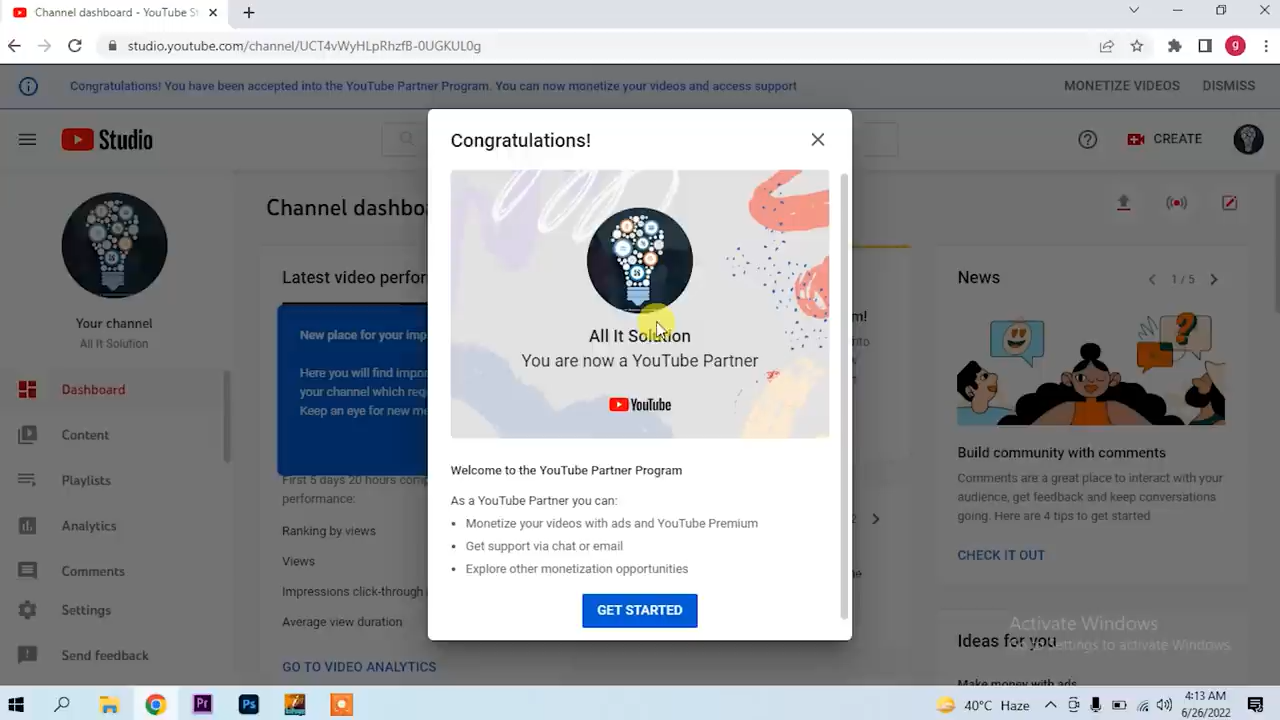 Channel dashboard - YouTube St
studio.youtube.com/channel/UCT4vWyHLpRhzfB-0UGKUL0g
g
Congratulations! You have been accepted into the YouTube Partner Program. You can now monetize your videos and access support
MONETIZE VIDEOS
DISMISS
Studio
CREATE
Congratulations!
Your channel
All It Solution
Dashboard
Content
Playlists
Analytics
Comments
Settings
Send feedback
Channel dashbo
Latest video perfor
New place for your imp
Here you will find impor
your channel which req
Keep an eye for new me
First 5 days 20 hours comp
performance:
Ranking by views
Views
Impressions click-through
Average view duration
GO TO VIDEO ANALYTICS
All It Solution
You are now a YouTube Partner
YouTube
Welcome to the YouTube Partner Program
As a YouTube Partner you can:
• Monetize your videos with ads and YouTube Premium
• Get support via chat or email
• Explore other monetization opportunities
GET STARTED
News
1 / 5
Build community with comments
Comments are a great place to interact with your
audience, get feedback and keep conversations
going. Here are 4 tips to get started
CHECK IT OUT
Ideas for you
Make money with ads
Activate Windows
Go to Settings to activate Windows.
Pr
Ps
40°C Haze
4:13 AM
6/26/2022